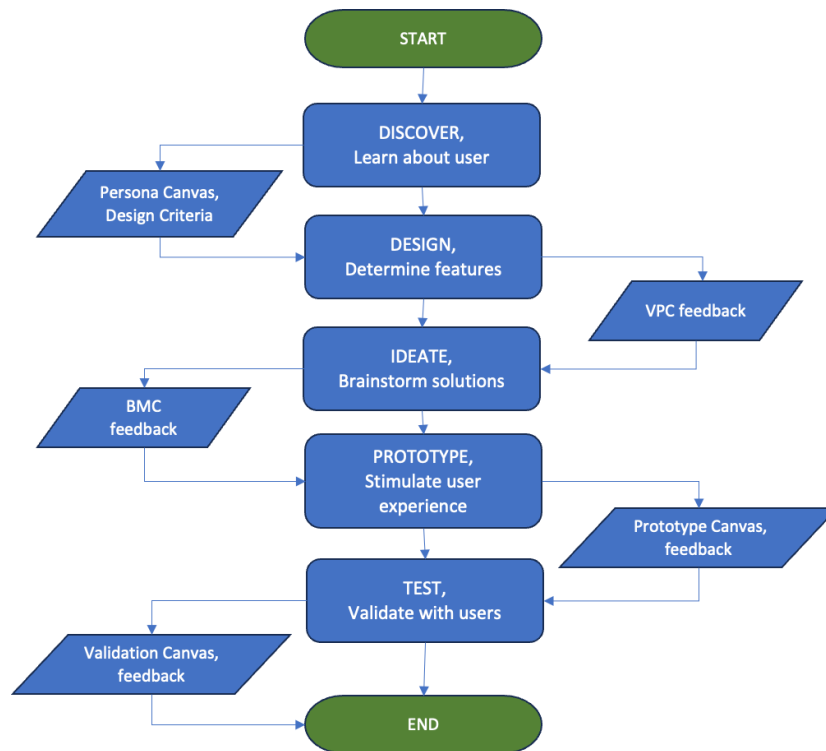 START
DISCOVER,
Learn about user
Persona Canvas,
Design Criteria
DESIGN,
Determine features
VPC feedback
IDEATE,
Brainstorm solutions
BMC
feedback
PROTOTYPE,
Stimulate user
experience
Prototype Canvas,
feedback
TEST,
Validate with users
Validation Canvas,
feedback
END